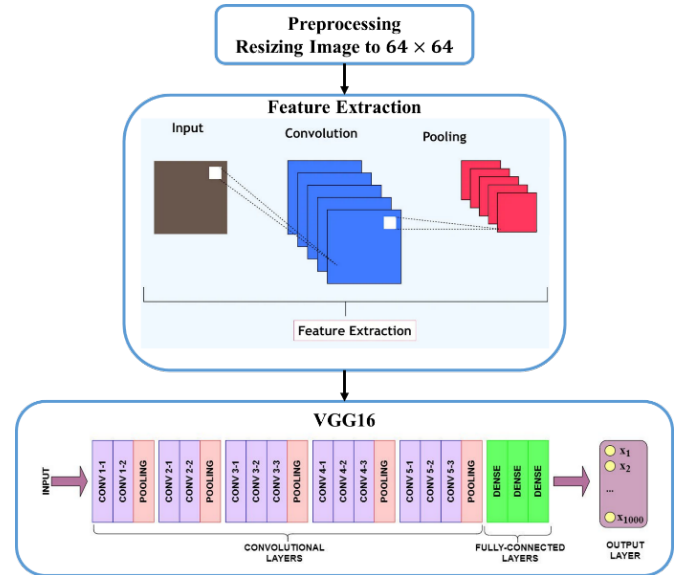 Preprocessing
Resizing Image to 64 × 64
Feature Extraction
Input
Convolution
Pooling
Feature Extraction
VGG16
INPUT
CONV 1-1
CONV 1-2
POOLING
CONV 2-1
CONV 2-2
POOLING
CONV 3-1
CONV 3-2
CONV 3-3
POOLING
CONV 4-1
CONV 4-2
CONV 4-3
POOLING
CONV 5-1
CONV 5-2
CONV 5-3
POOLING
DENSE
DENSE
DENSE
x1
x2
...
x1000
CONVOLUTIONAL
LAYERS
FULLY-CONNECTED
LAYERS
OUTPUT
LAYER